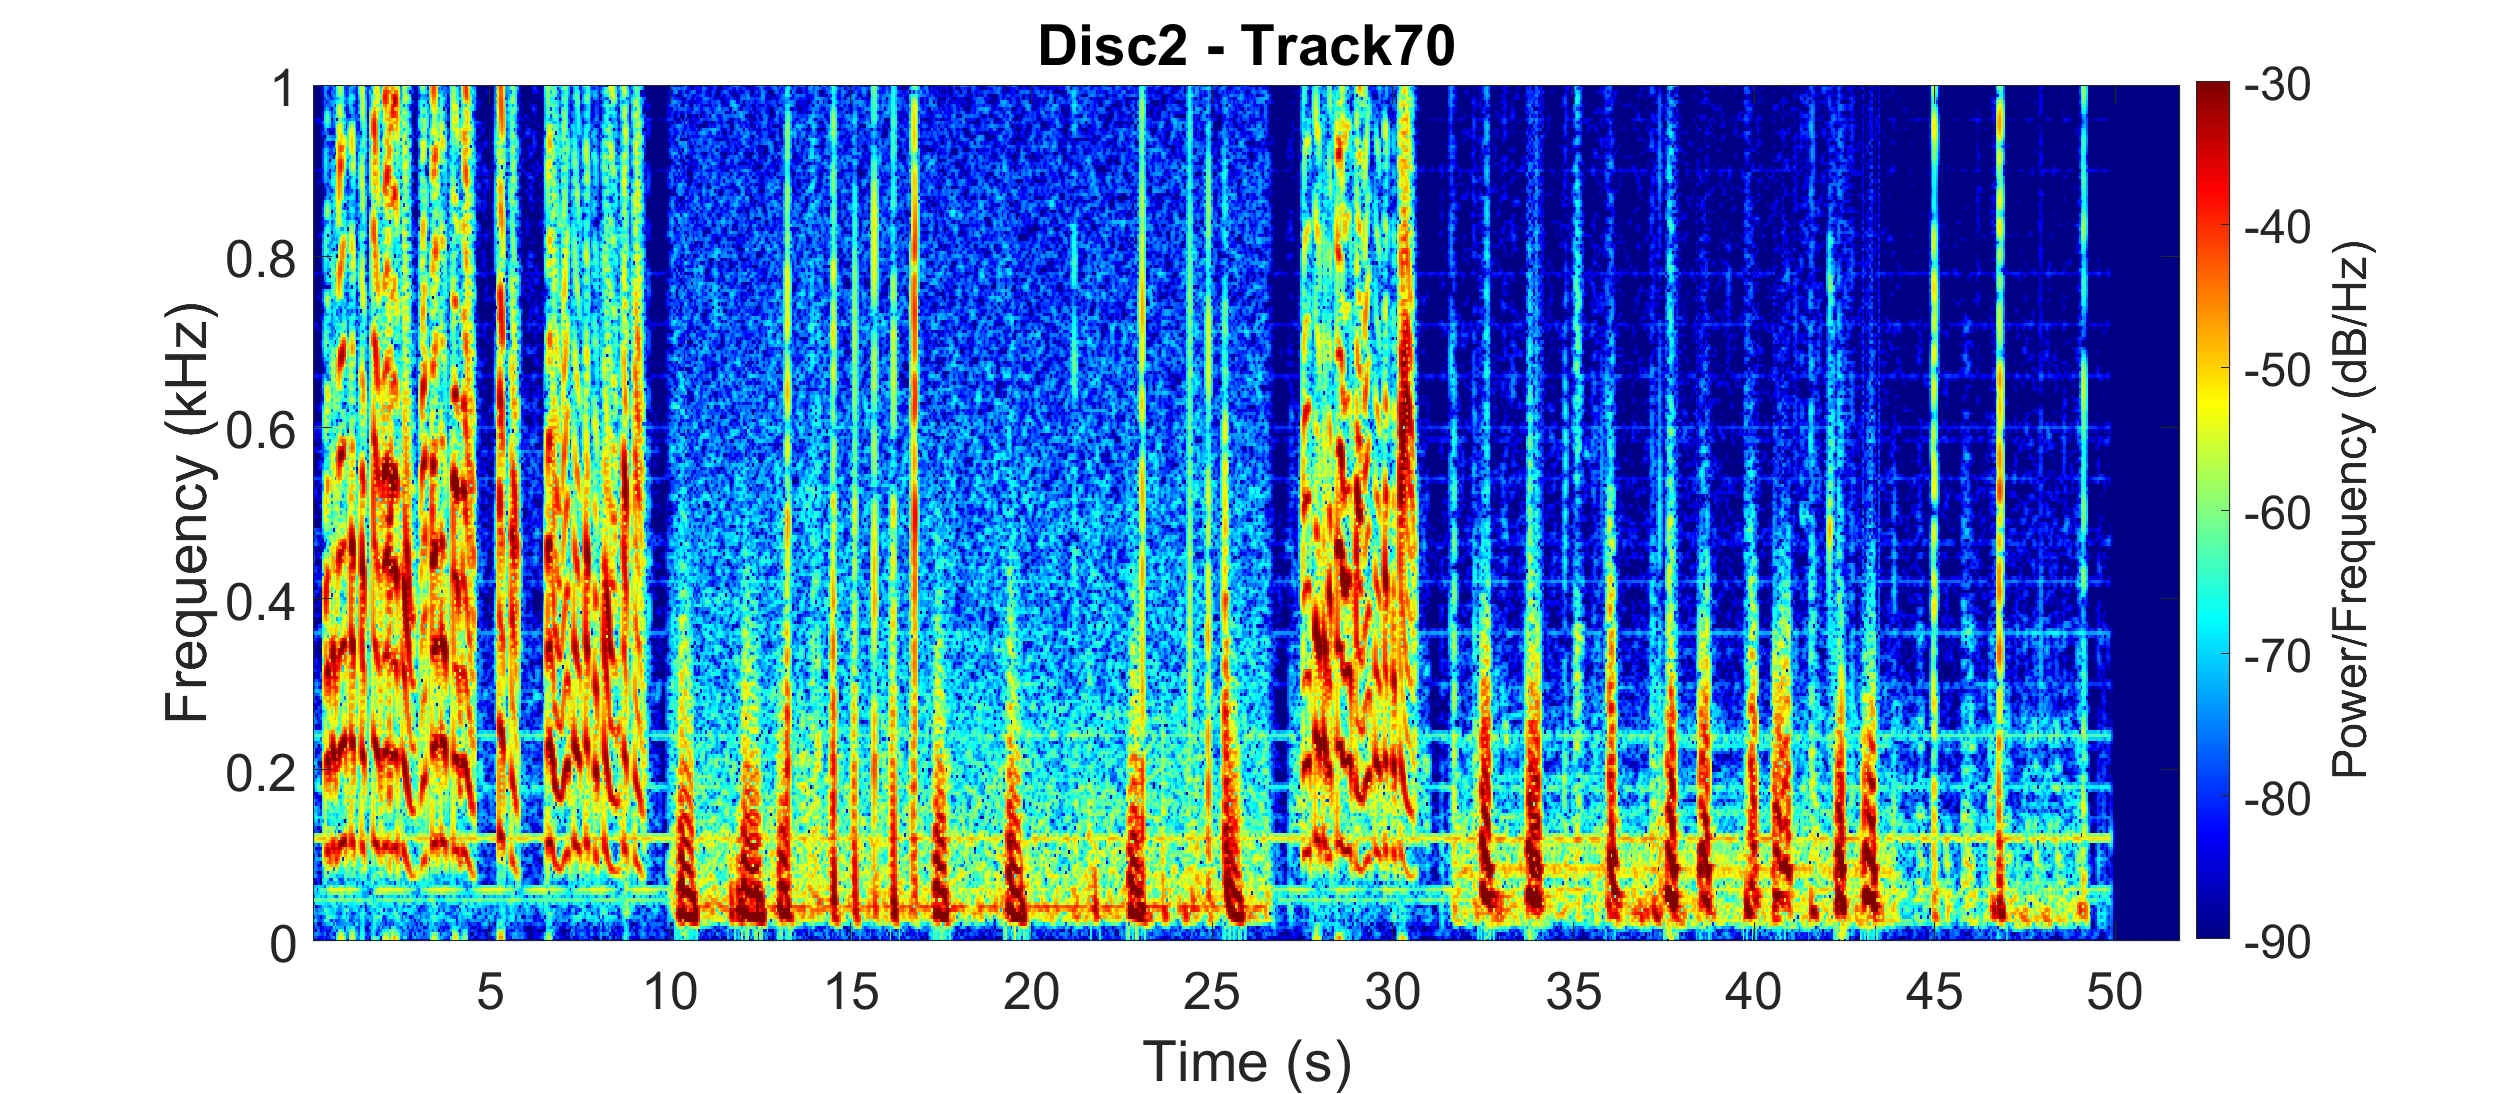 Disc2 - Track70
Frequency (kHz)
1
0.8
0.6
0.4
0.2
0
5 10 15 20 25 30 35 40 45 50
Time (s)
-30
-40
-50
-60
-70
-80
-90
Power/Frequency (dB/Hz)